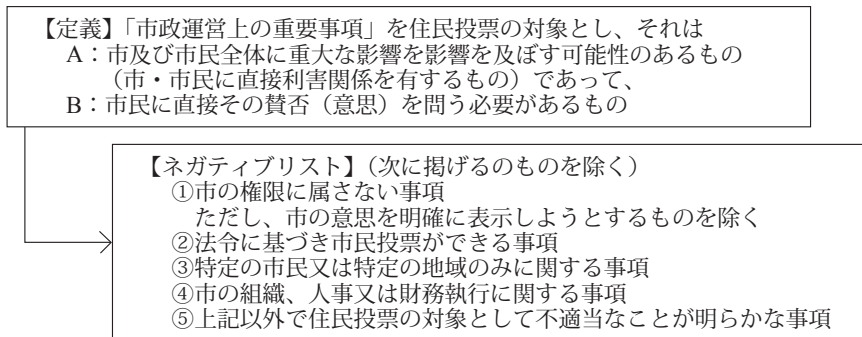 【定義】「市政運営上の重要事項」を住民投票の対象とし、それは
A：市及び市民全体に重大な影響を影響を及ぼす可能性のあるもの
（市・市民に直接利害関係を有するもの）であって、
B：市民に直接その賛否（意思）を問う必要があるもの
【ネガティブリスト】（次に掲げるのものを除く）
①市の権限に属さない事項
ただし、市の意思を明確に表示しようとするものを除く
②法令に基づき市民投票ができる事項
③特定の市民又は特定の地域のみに関する事項
④市の組織、人事又は財務執行に関する事項
⑤上記以外で住民投票の対象として不適当なことが明らかな事項